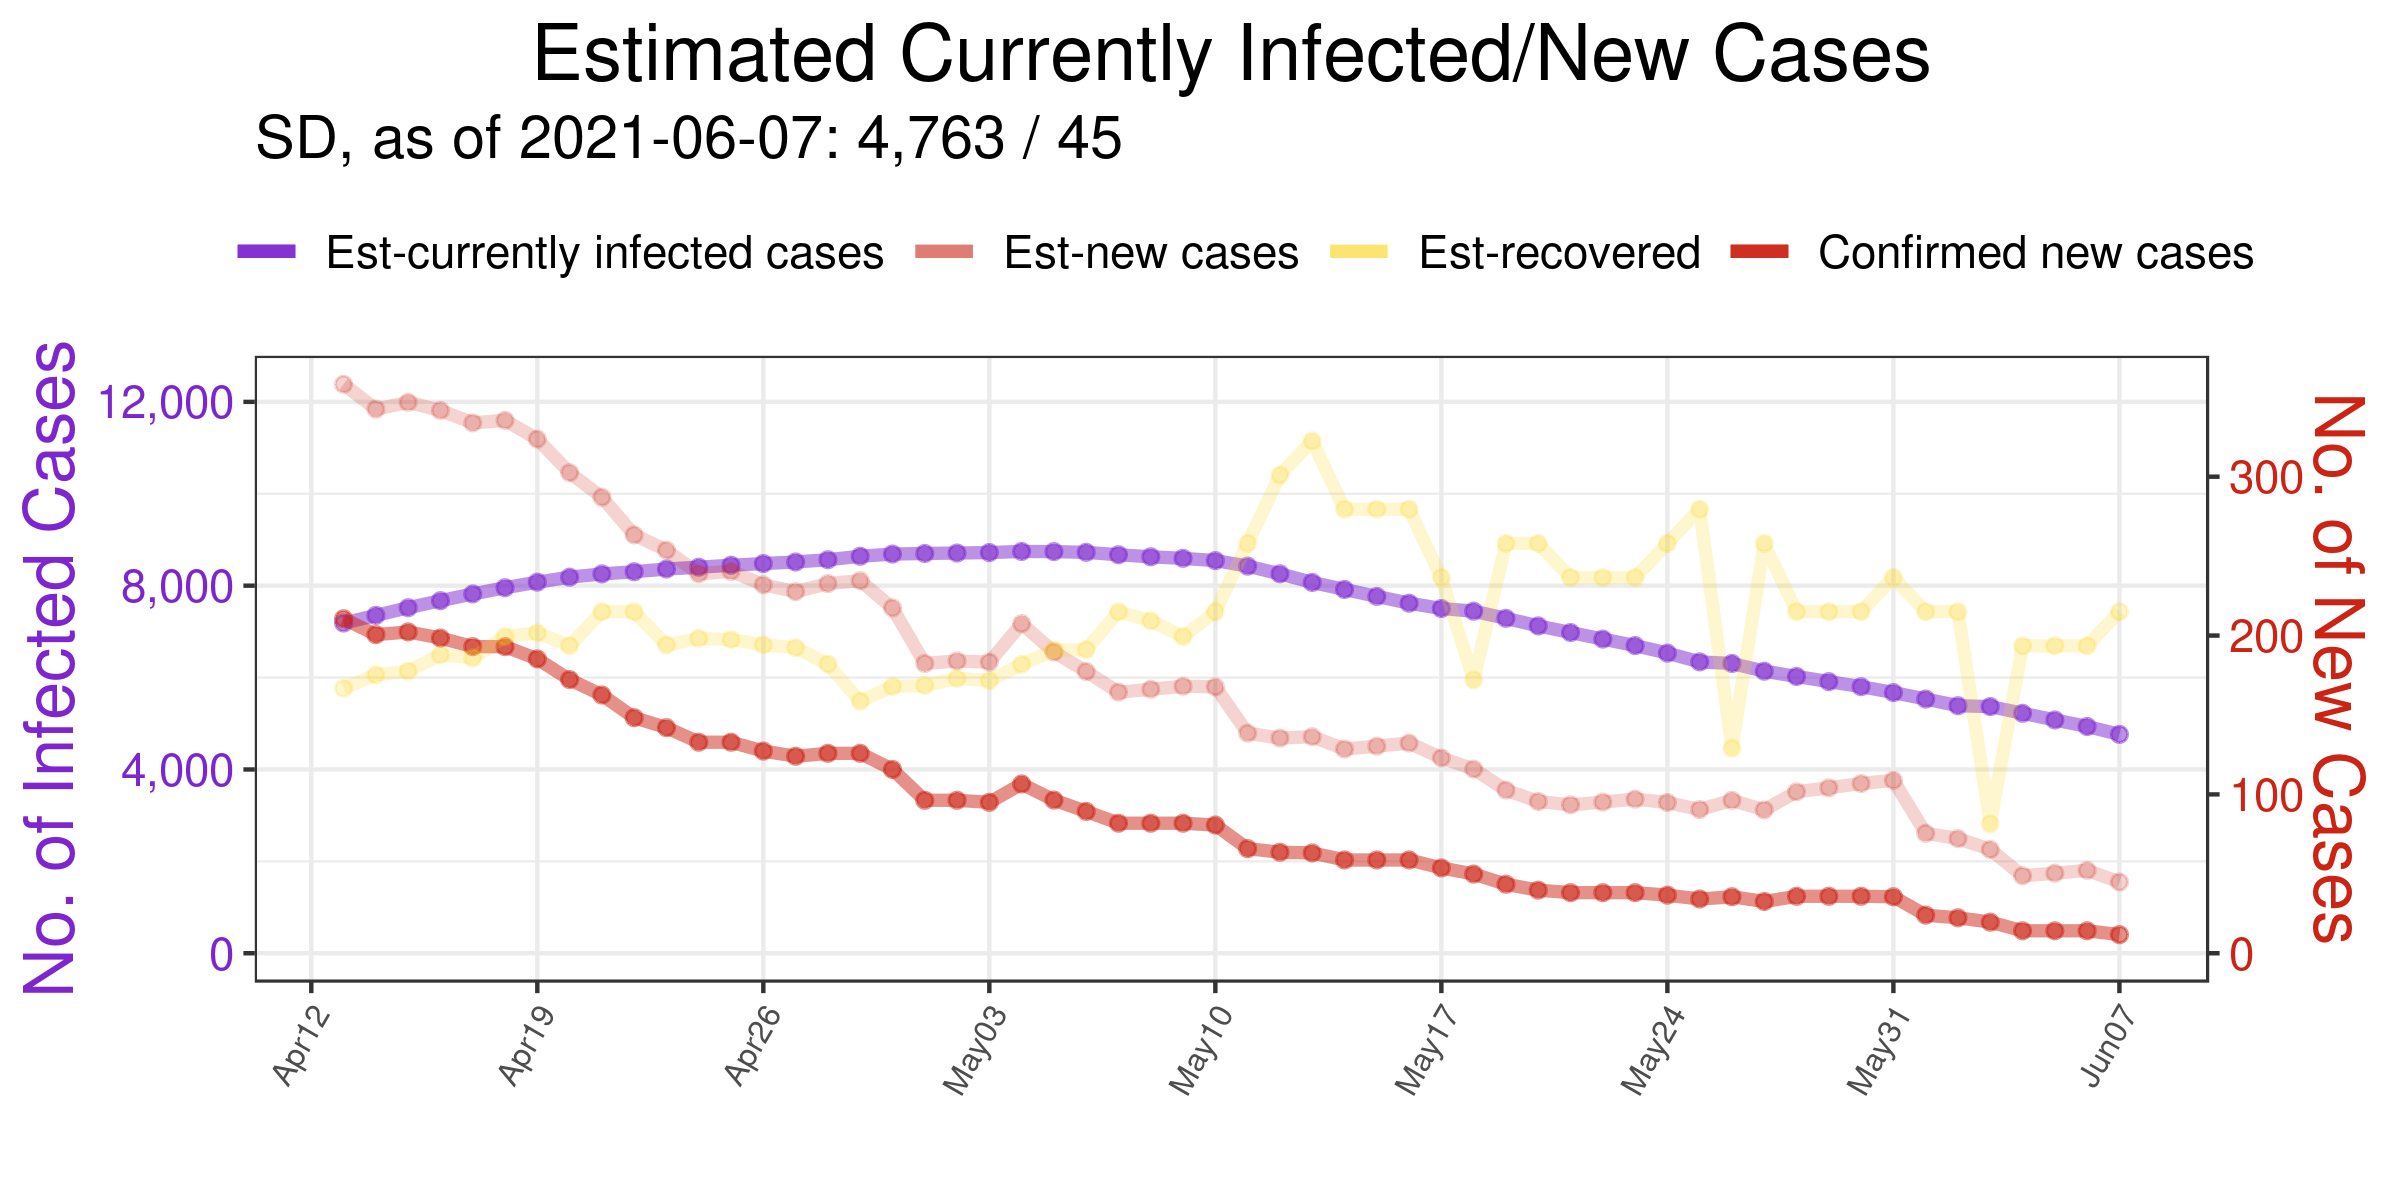 Estimated Currently Infected/New Cases
SD, as of 2021-06-07: 4,763 / 45
Est-currently infected cases Est-new cases Est-recovered Confirmed new cases
No. of Infected Cases
12,000
8,000
4,000
0
300
200
100
0
No. of New Cases
Apr12 Apr19 Apr26 May03 May10 May17 May24 May31 Jun07